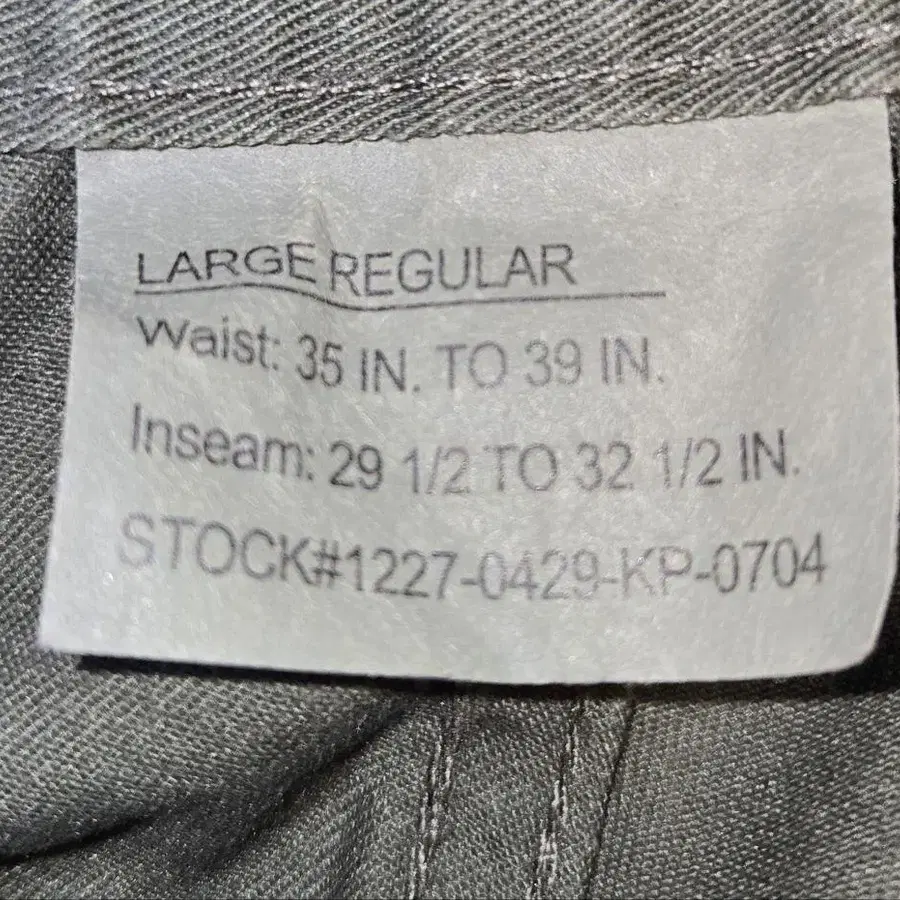 LARGE REGULAR
Waist: 35 IN. TO 39 IN.
Inseam: 29 1/2 TO 32 1/2 IN.
STOCK#1227-0429-KP-0704